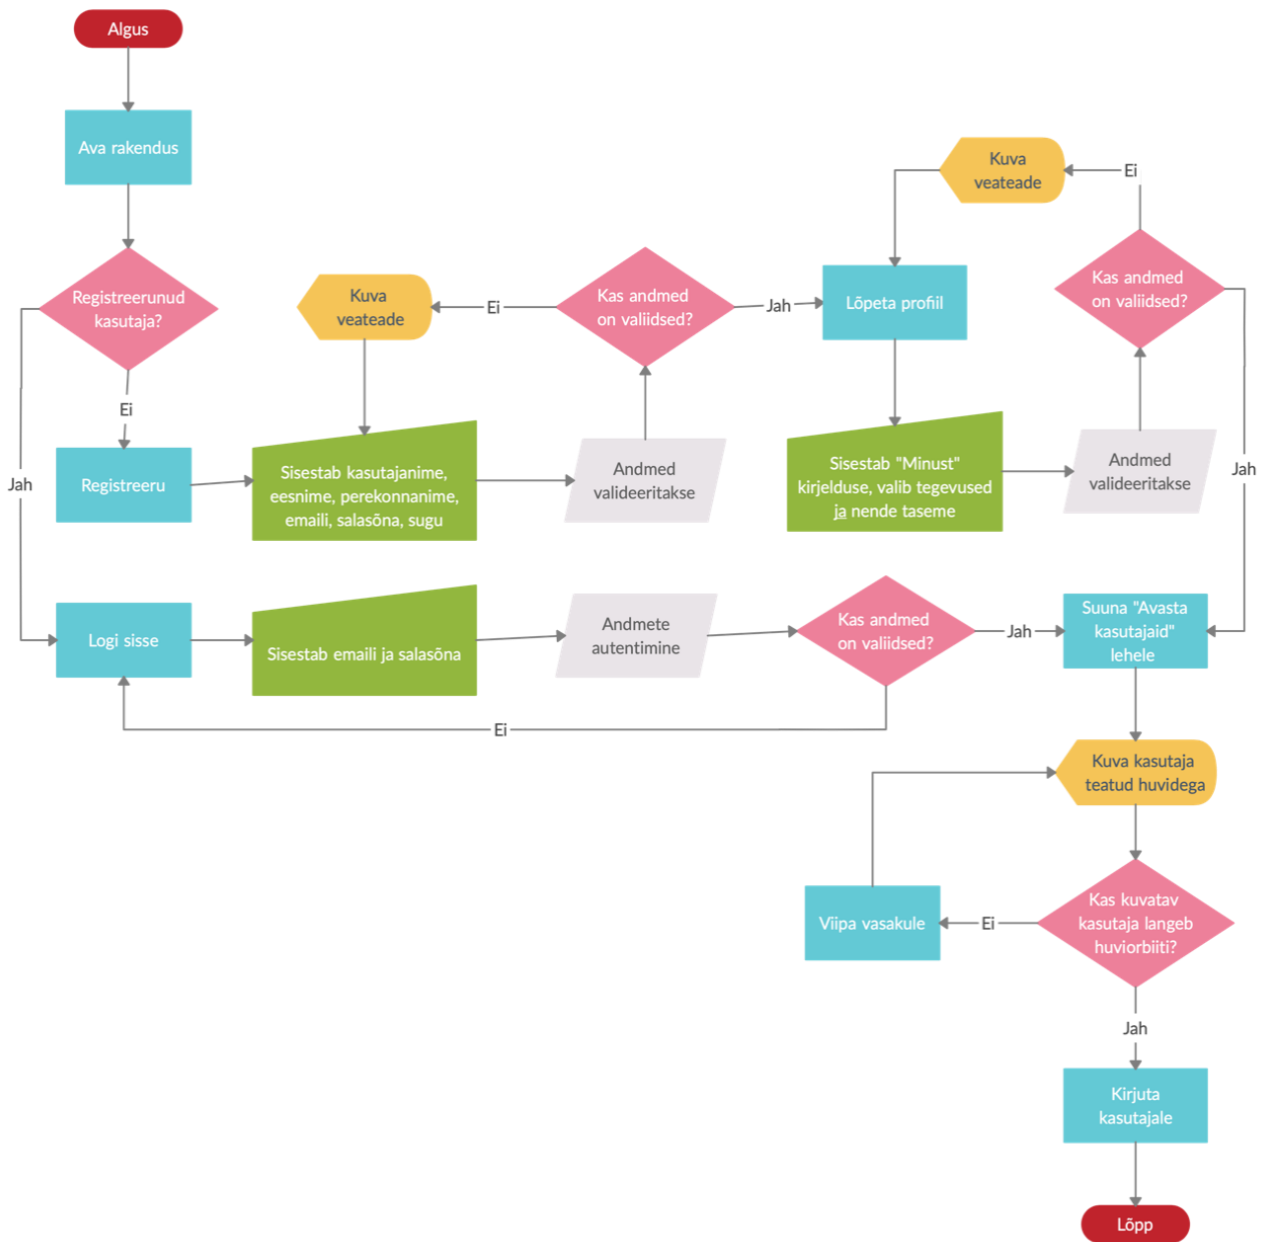 Algus
Ava rakendus
Registreerunud
kasutaja?
Ei
Jah
Registreeru
Sisestab kasutajanime,
eesnime, perekonnanime,
emaili, salasõna, sugu
Kuva
veateade
Ei
Andmed
valideeritakse
Kas andmed
on valiidsed?
Jah
Lõpeta profiil
Kuva
veateade
Ei
Kas andmed
on valiidsed?
Jah
Sisestab "Minust"
kirjelduse, valib tegevused
ja nende taseme
Andmed
valideeritakse
Logi sisse
Sisestab emaili ja salasõna
Andmete
autentimine
Kas andmed
on valiidsed?
Jah
Ei
Suuna "Avasta
kasutajaid"
lehele
Kuva kasutaja
teatud huvidega
Kas kuvatav
kasutaja langeb
huviorbiiti?
Ei
Viipa vasakule
Jah
Kirjuta
kasutajale
Lõpp